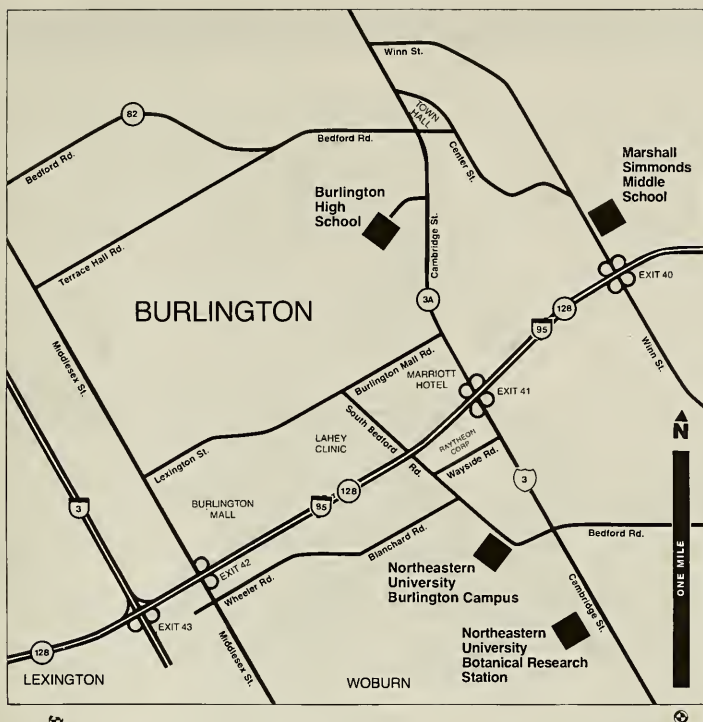 Winn St.
TOWN
HALL
62
Bedford Rd.
Bedford Rd.
Center St.
Marshall
Simmonds
Middle
School
Burlington
High
School
Cambridge St.
Terrace Hall Rd.
EXIT 40
3A
128
95
BURLINGTON
Winn St.
Middlesex St.
Burlington Mall Rd.
MARRIOTT
HOTEL
EXIT 41
South Bedford
Rd.
LAHEY
CLINIC
RAYTHEON
CORP
Wayside Rd.
N
Lexington St.
3
3
128
95
BURLINGTON
MALL
Bedford Rd.
Blanchard Rd.
EXIT 42
Wheeler Rd.
Northeastern
University
Burlington Campus
ONE MILE
Cambridge St.
EXIT 43
Northeastern
University
Botanical Research
Station
Middlesex St.
128
LEXINGTON
WOBURN